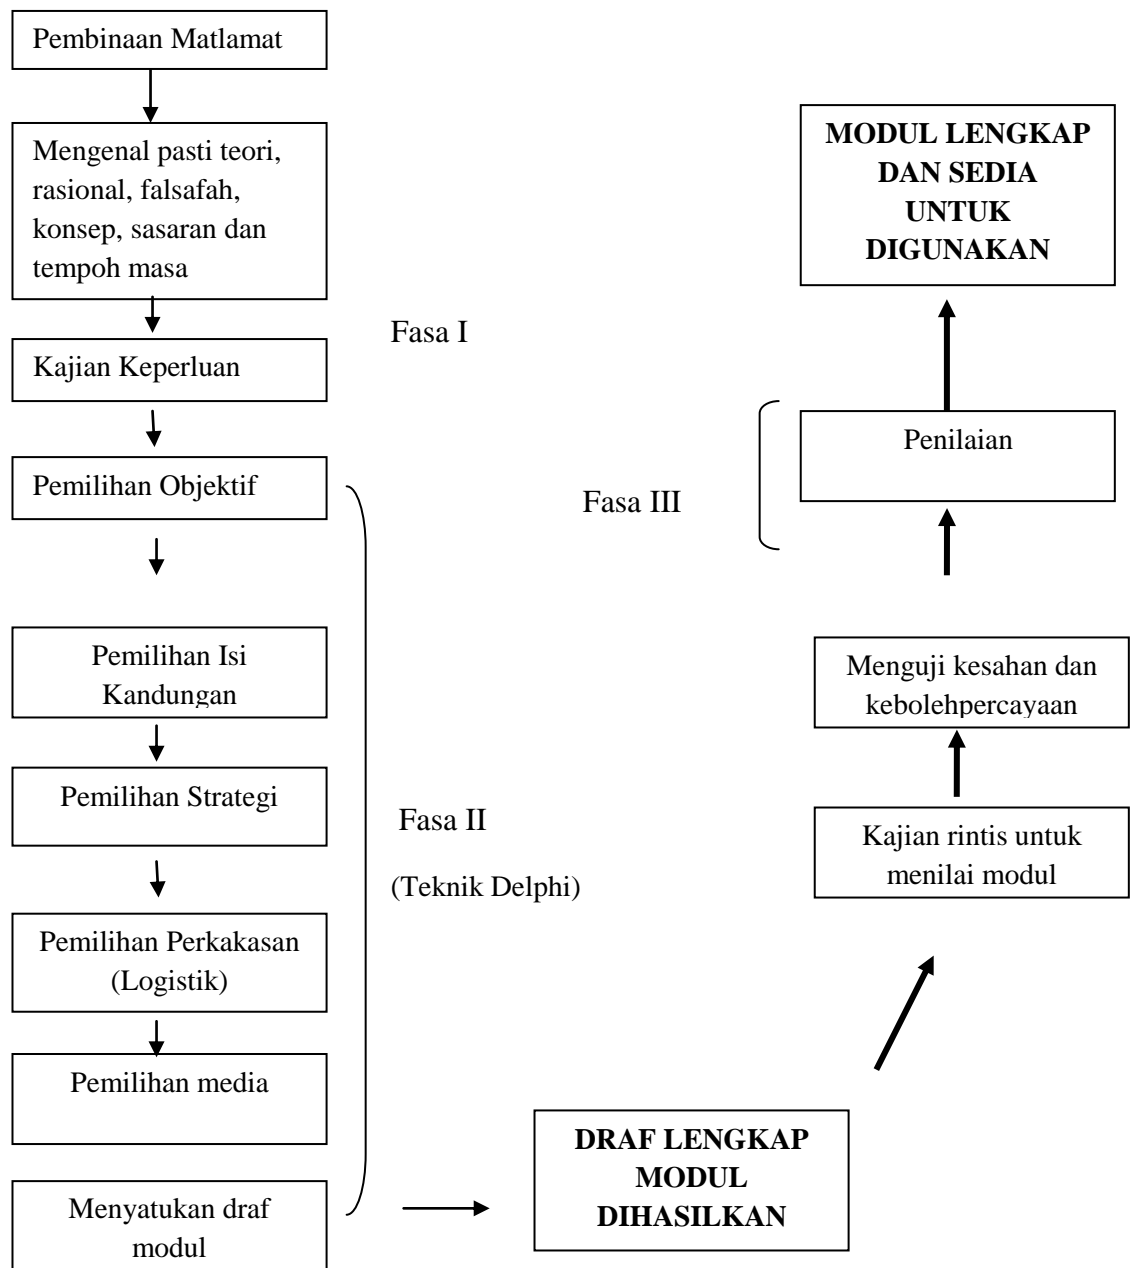 Pembinaan Matlamat
Mengenal pasti teori,
rasional, falsafah,
konsep, sasaran dan
tempoh masa
Kajian Keperluan
Fasa I
Pemilihan Objektif
Pemilihan Isi
Kandungan
Pemilihan Strategi
Pemilihan Perkakasan
(Logistik)
Pemilihan media
Menyatukan draf
modul
Fasa II
(Teknik Delphi)
DRAF LENGKAP
MODUL
DIHASILKAN
Kajian rintis untuk
menilai modul
Menguji kesahan dan
kebolehpercayaan
Fasa III
Penilaian
MODUL LENGKAP
DAN SEDIA
UNTUK
DIGUNAKAN